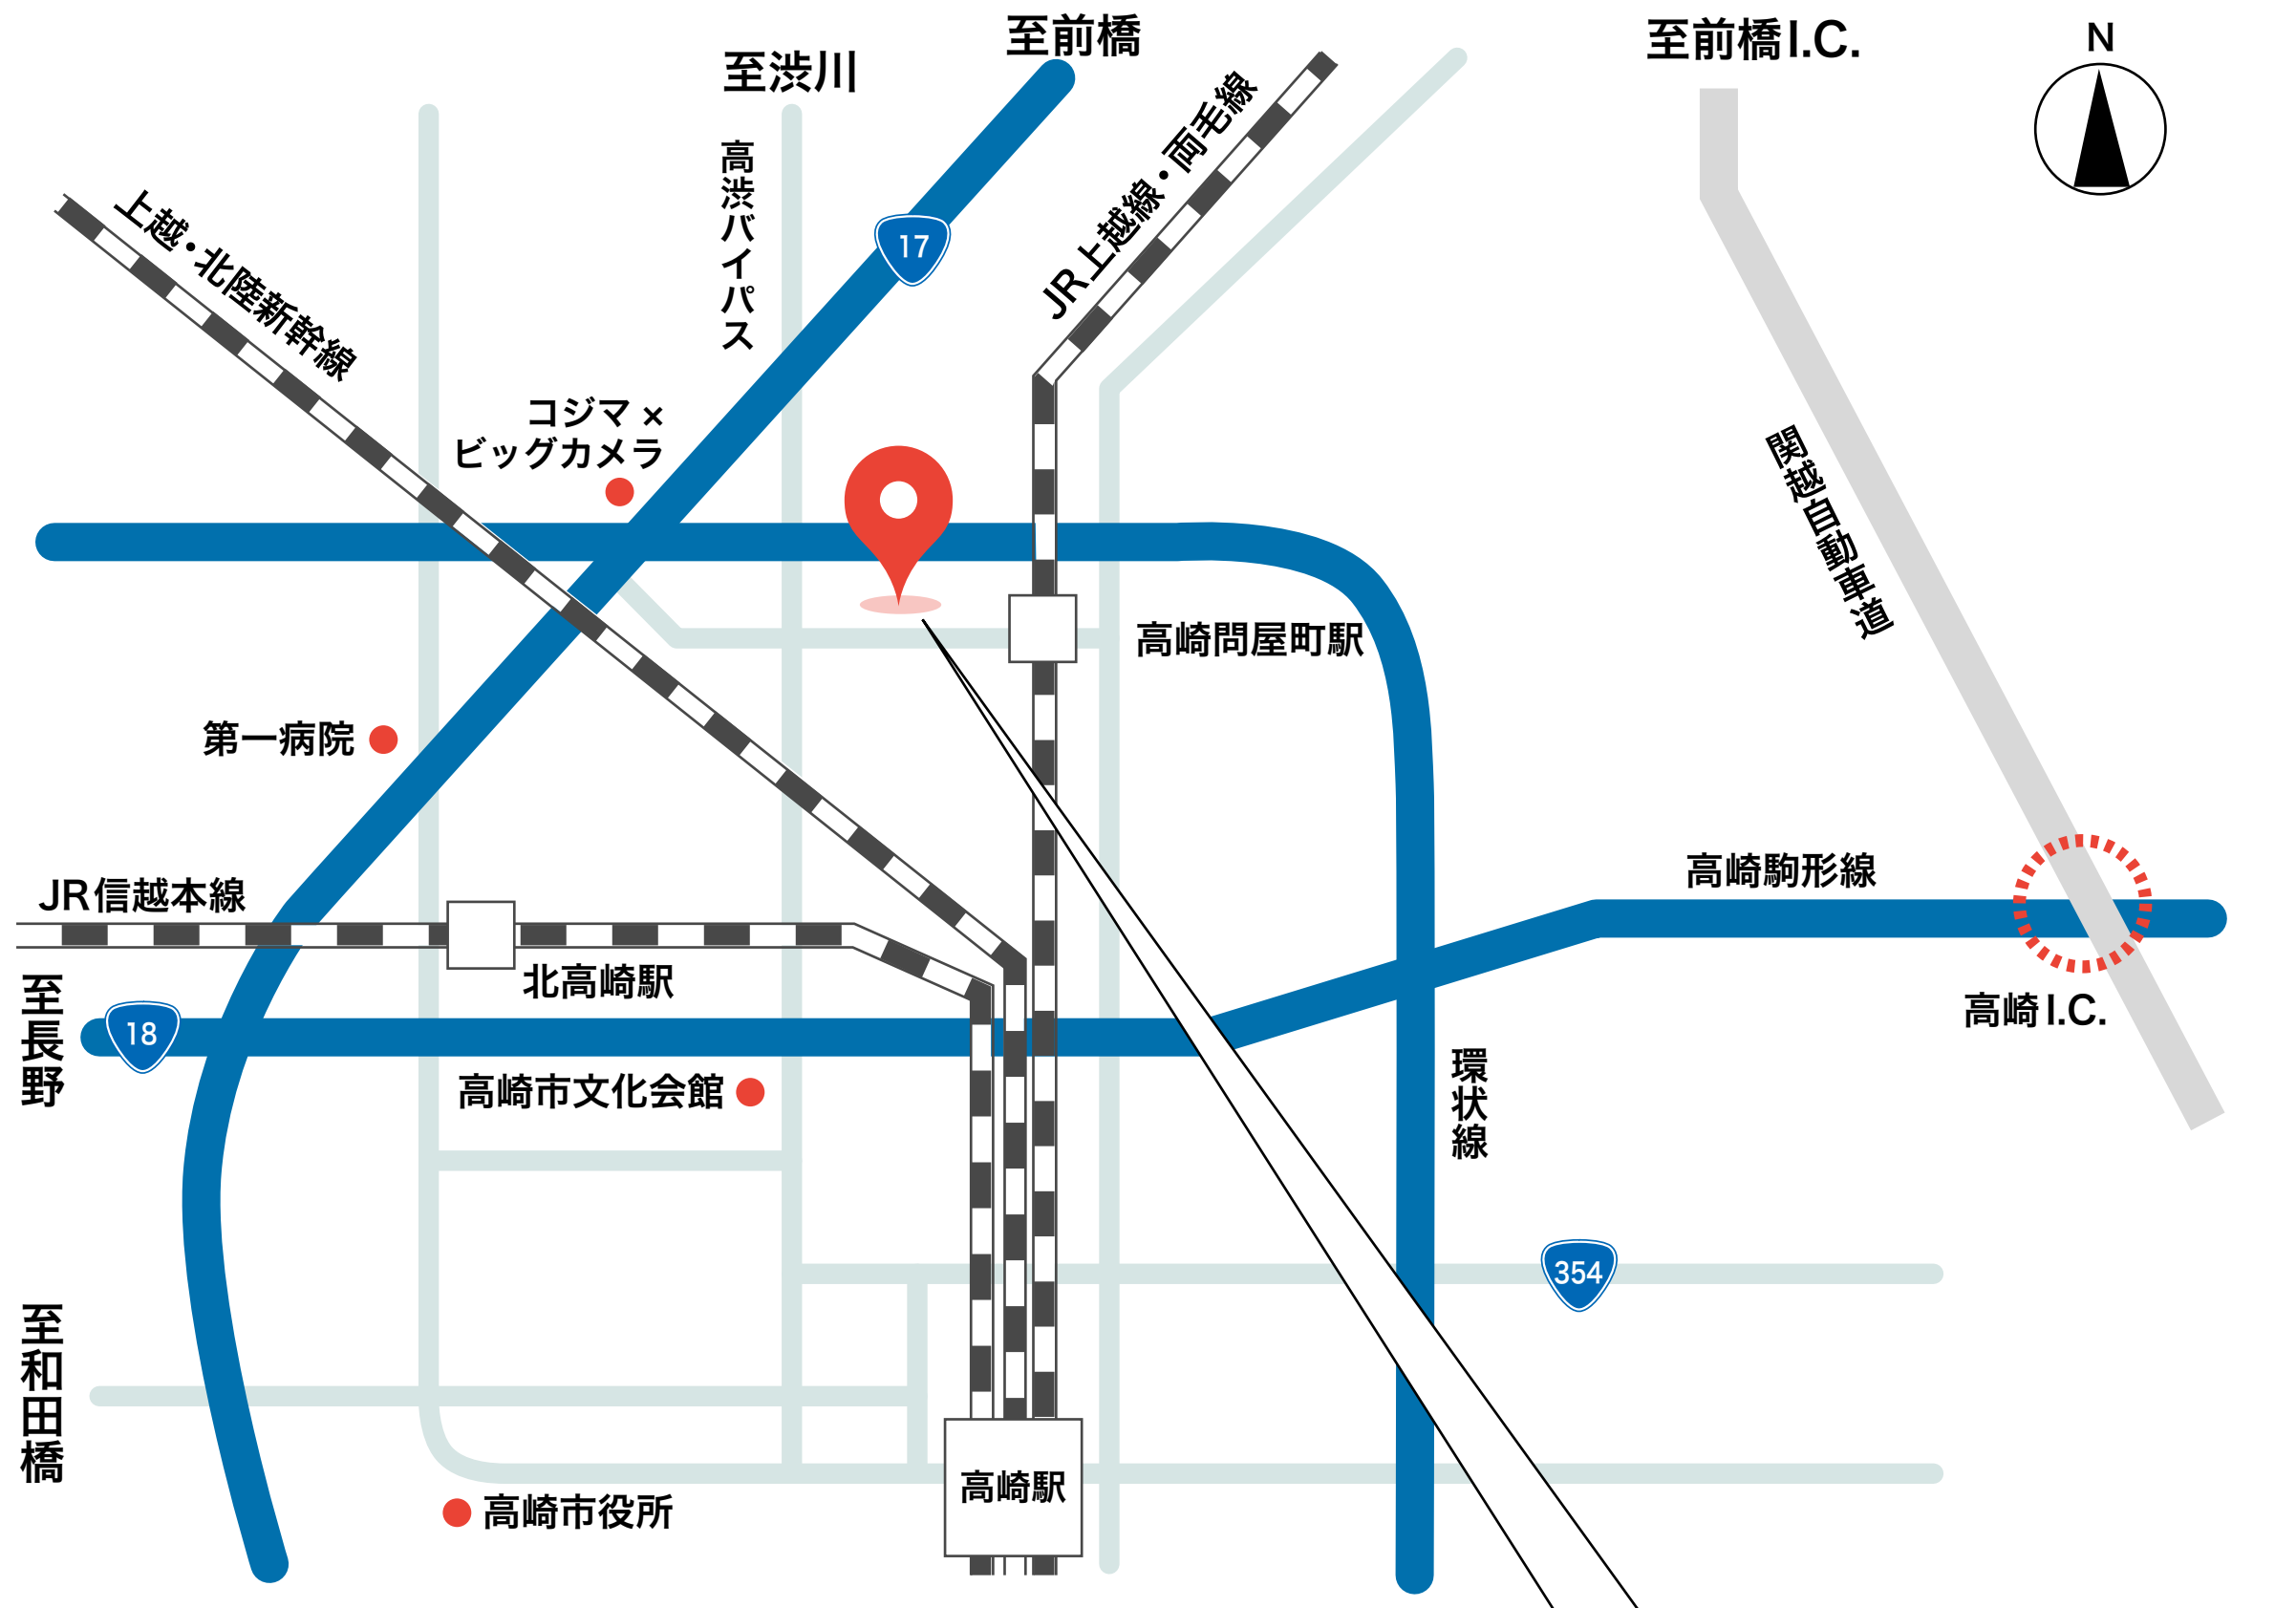 至前橋
至前橋I.C.
N
至渋川
高渋バイパス
17
JR上越線・両毛線
上越・北陸新幹線
コジマ×
ビッグカメラ
関越自動車道
高崎問屋町駅
第一病院
高崎駒形線
JR信越本線
北高崎駅
高崎I.C.
至長野
18
高崎市文化会館
環状線
354
至和田橋
高崎駅
高崎市役所